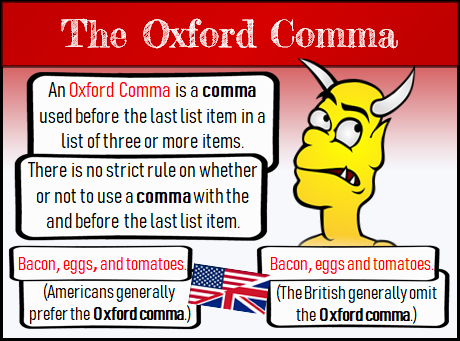 The Oxford Comma
An Oxford Comma is a comma
used before the last list item in a
list of three or more items.
There is no strict rule on whether
or not to use a comma with the
and before the last list item.
Bacon, eggs, and tomatoes.
(Americans generally
prefer the Oxford comma.)
Bacon, eggs and tomatoes.
(The British generally omit
the Oxford comma.)